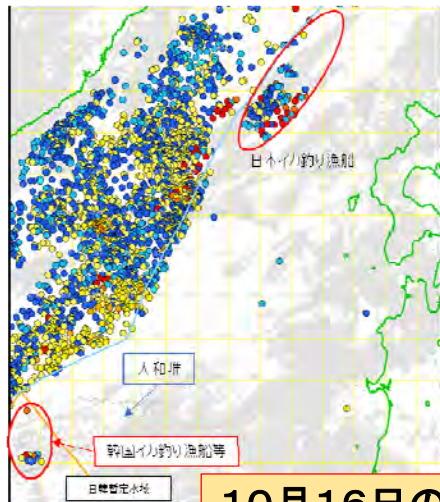 日本イカ釣り漁船
大和堆
韓国イカ釣り漁船等
日韓暫定水域
10月16日の